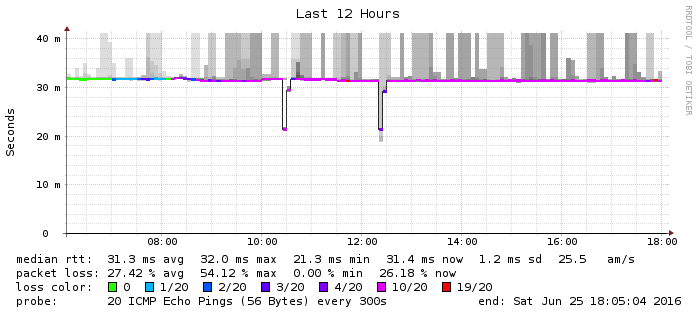 Last 12 Hours
RRDTOOL / TOBI OETIKER
Seconds
40 m
30 m
20 m
10 m
0
08:00 10:00 12:00 14:00 16:00 18:00
median rtt: 31.3 ms avg 32.0 ms max 21.3 ms min 31.4 ms now 1.2 ms sd 25.5 am/s
packet loss: 27.42 % avg 54.12 % max 0.00 % min 26.18 % now
loss color: 0 1/20 2/20 3/20 4/20 10/20 19/20
probe: 20 ICMP Echo Pings (56 Bytes) every 300s end: Sat Jun 25 18:05:04 2016